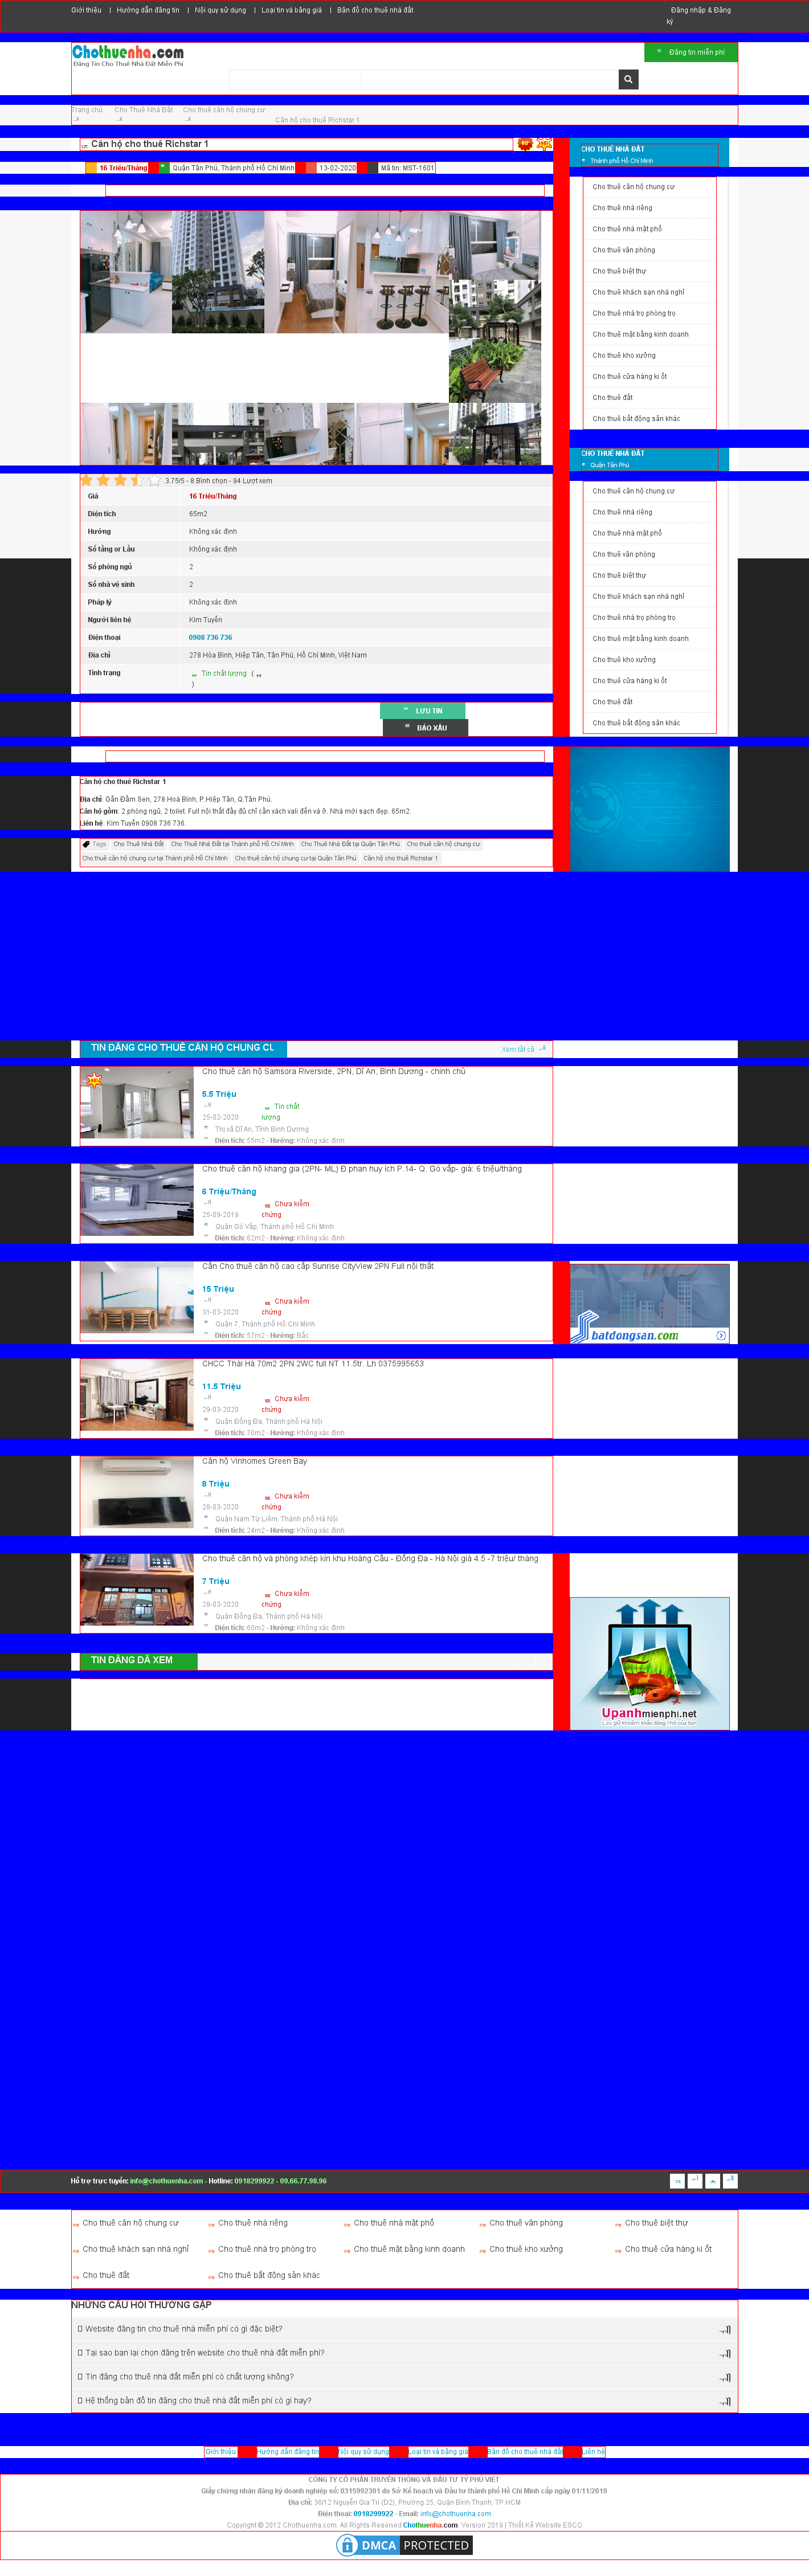 Giới thiệu | Hướng dẫn đăng tin | Nội quy sử dụng | Loại tin và bảng giá | Bản đồ cho thuê nhà đất
Đăng nhập & Đăng ký
Chothuenha.com
Đăng Tin Cho Thuê Nhà Đất Miễn Phí
Đăng tin miễn phí
Trang chủ Cho Thuê Nhà Đất Cho thuê căn hộ chung cư
Căn hộ cho thuê Richstar 1
Căn hộ cho thuê Richstar 1
16 Triệu/Tháng Quận Tân Phú, Thành phố Hồ Chí Minh 13-02-2020 Mã tin: MST-1601
3.75/5 - 8 Bình chọn - 94 Lượt xem
Giá 16 Triệu/Tháng
Diện tích 65m2
Hướng Không xác định
Số tầng or Lầu Không xác định
Số phòng ngủ 2
Số nhà vệ sinh 2
Pháp lý Không xác định
Người liên hệ Kim Tuyến
Điện thoại 0908 736 736
Địa chỉ 278 Hòa Bình, Hiệp Tân, Tân Phú, Hồ Chí Minh, Việt Nam
Tình trạng Tin chất lượng ( )
LƯU TIN
BÁO XẤU
Căn hộ cho thuê Richstar 1
Địa chỉ: Gần Đầm Sen, 278 Hoà Bình, P.Hiệp Tân, Q.Tân Phú.
Căn hộ gồm: 2 phòng ngủ, 2 toilet. Full nội thất đầy đủ chỉ cần xách vali đến và ở. Nhà mới sạch đẹp. 65m2.
Liên hệ: Kim Tuyến 0908 736 736.
Tags Cho Thuê Nhà Đất Cho Thuê Nhà Đất tại Thành phố Hồ Chí Minh Cho Thuê Nhà Đất tại Quận Tân Phú Cho thuê căn hộ chung cư
Cho thuê căn hộ chung cư tại Thành phố Hồ Chí Minh Cho thuê căn hộ chung cư tại Quận Tân Phú Căn hộ cho thuê Richstar 1
CHO THUÊ NHÀ ĐẤT
Thành phố Hồ Chí Minh
Cho thuê căn hộ chung cư
Cho thuê nhà riêng
Cho thuê nhà mặt phố
Cho thuê văn phòng
Cho thuê biệt thự
Cho thuê khách sạn nhà nghỉ
Cho thuê nhà trọ phòng trọ
Cho thuê mặt bằng kinh doanh
Cho thuê kho xưởng
Cho thuê cửa hàng ki ốt
Cho thuê đất
Cho thuê bất động sản khác
CHO THUÊ NHÀ ĐẤT
Quận Tân Phú
Cho thuê căn hộ chung cư
Cho thuê nhà riêng
Cho thuê nhà mặt phố
Cho thuê văn phòng
Cho thuê biệt thự
Cho thuê khách sạn nhà nghỉ
Cho thuê nhà trọ phòng trọ
Cho thuê mặt bằng kinh doanh
Cho thuê kho xưởng
Cho thuê cửa hàng ki ốt
Cho thuê đất
Cho thuê bất động sản khác
TIN ĐĂNG CHO THUÊ CĂN HỘ CHUNG CƯ
Xem tất cả
Cho thuê căn hộ Samsora Riverside, 2PN, Dĩ An, Bình Dương - chính chủ
5.5 Triệu
25-02-2020 Tin chất lượng
Thị xã Dĩ An, Tỉnh Bình Dương
Diện tích: 55m2 - Hướng: Không xác định
Cho thuê căn hộ khang gia (2PN- ML) Đ.phan huy ích P.14- Q. Gò vấp- giá: 6 triệu/tháng
6 Triệu/Tháng
25-09-2019 Chưa kiểm chứng
Quận Gò Vấp, Thành phố Hồ Chí Minh
Diện tích: 62m2 - Hướng: Không xác định
Cần Cho thuê căn hộ cao cấp Sunrise CityView 2PN Full nội thất
15 Triệu
31-03-2020 Chưa kiểm chứng
Quận 7, Thành phố Hồ Chí Minh
Diện tích: 57m2 - Hướng: Bắc
batdongsan.com
CHCC Thái Hà 70m2 2PN 2WC full NT 11.5tr. Lh 0375995653
11.5 Triệu
29-03-2020 Chưa kiểm chứng
Quận Đống Đa, Thành phố Hà Nội
Diện tích: 70m2 - Hướng: Không xác định
Căn hộ Vinhomes Green Bay
8 Triệu
28-03-2020 Chưa kiểm chứng
Quận Nam Từ Liêm, Thành phố Hà Nội
Diện tích: 24m2 - Hướng: Không xác định
Cho thuê căn hộ và phòng khép kín khu Hoàng Cầu - Đống Đa - Hà Nội giá 4.5 -7 triệu/ tháng
7 Triệu
28-03-2020 Chưa kiểm chứng
Quận Đống Đa, Thành phố Hà Nội
Diện tích: 60m2 - Hướng: Không xác định
Upanhmienphi.net
Lưu giữ khoảnh khắc đáng nhớ của bạn
TIN ĐĂNG ĐÃ XEM
Hổ trợ trực tuyến: info@chothuenha.com - Hotline: 0918299922 - 09.66.77.98.96
Cho thuê căn hộ chung cư Cho thuê nhà riêng Cho thuê nhà mặt phố Cho thuê văn phòng Cho thuê biệt thự
Cho thuê khách sạn nhà nghỉ Cho thuê nhà trọ phòng trọ Cho thuê mặt bằng kinh doanh Cho thuê kho xưởng Cho thuê cửa hàng ki ốt
Cho thuê đất Cho thuê bất động sản khác
NHỮNG CÂU HỎI THƯỜNG GẶP
Website đăng tin cho thuê nhà miễn phí có gì đặc biệt?
Tại sao bạn lại chọn đăng trên website cho thuê nhà đất miễn phí?
Tin đăng cho thuê nhà đất miễn phí có chất lượng không?
Hệ thống bản đồ tin đăng cho thuê nhà đất miễn phí có gì hay?
Giới thiệu Hướng dẫn đăng tin Nội quy sử dụng Loại tin và bảng giá Bản đồ cho thuê nhà đất Liên hệ
CÔNG TY CỔ PHẦN TRUYỀN THÔNG VÀ ĐẦU TƯ TÝ PHÚ VIỆT
Giấy chứng nhận đăng ký doanh nghiệp số: 0315992301 do Sở Kế hoạch và Đầu tư thành phố Hồ Chí Minh cấp ngày 01/11/2019
Địa chỉ: 36/12 Nguyễn Gia Trí (D2), Phường 25, Quận Bình Thạnh, TP.HCM
Điện thoại: 0918299922 - Email: info@chothuenha.com
Copyright © 2012 Chothuenha.com. All Rights Reserved Chothuenha.com. Version 2019 | Thiết Kế Website ESCO
DMCA PROTECTED